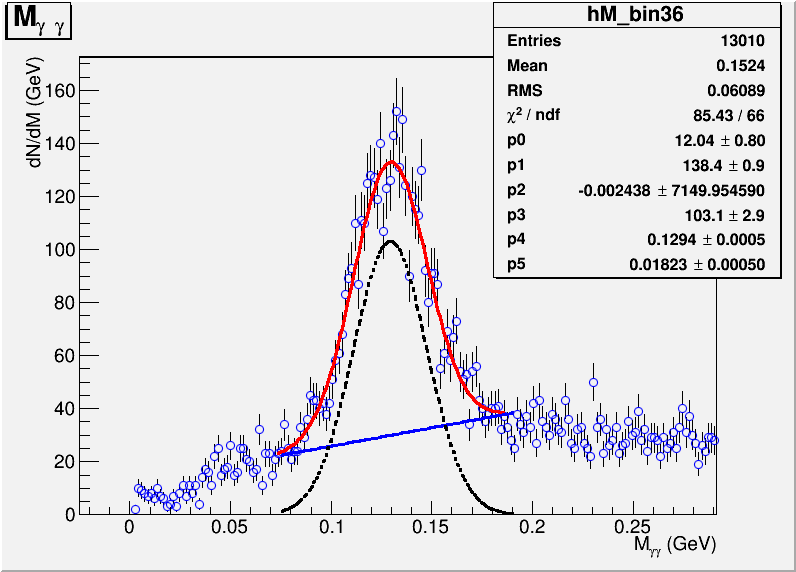 M γ γ
hM_bin36
Entries 13010
Mean 0.1524
RMS 0.06089
χ² / ndf 85.43 / 66
p0 12.04 ± 0.80
p1 138.4 ± 0.9
p2 -0.002438 ± 7149.954590
p3 103.1 ± 2.9
p4 0.1294 ± 0.0005
p5 0.01823 ± 0.00050
dN/dM (GeV)
160
140
120
100
80
60
40
20
0
0 0.05 0.1 0.15 0.2 0.25
M γγ (GeV)